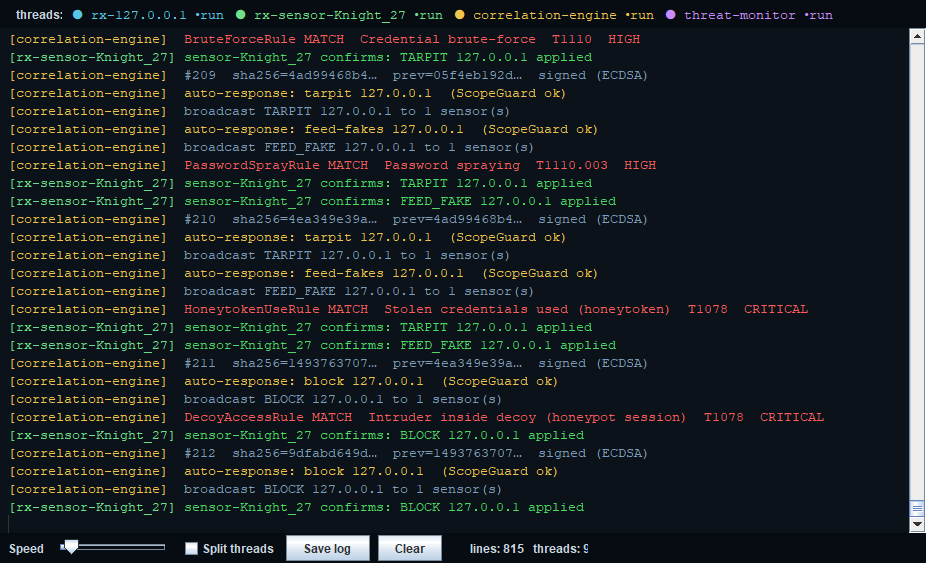 threads: rx-127.0.0.1 •run rx-sensor-Knight_27 •run correlation-engine •run threat-monitor •run
[correlation-engine] BruteForceRule MATCH Credential brute-force T1110 HIGH
[rx-sensor-Knight_27] sensor-Knight_27 confirms: TARPIT 127.0.0.1 applied
[correlation-engine] #209 sha256=4ad99468b4… prev=05f4eb192d… signed (ECDSA)
[correlation-engine] auto-response: tarpit 127.0.0.1 (ScopeGuard ok)
[correlation-engine] broadcast TARPIT 127.0.0.1 to 1 sensor(s)
[correlation-engine] auto-response: feed-fakes 127.0.0.1 (ScopeGuard ok)
[correlation-engine] broadcast FEED_FAKE 127.0.0.1 to 1 sensor(s)
[correlation-engine] PasswordSprayRule MATCH Password spraying T1110.003 HIGH
[rx-sensor-Knight_27] sensor-Knight_27 confirms: TARPIT 127.0.0.1 applied
[rx-sensor-Knight_27] sensor-Knight_27 confirms: FEED_FAKE 127.0.0.1 applied
[correlation-engine] #210 sha256=4ea349e39a… prev=4ad99468b4… signed (ECDSA)
[correlation-engine] auto-response: tarpit 127.0.0.1 (ScopeGuard ok)
[correlation-engine] broadcast TARPIT 127.0.0.1 to 1 sensor(s)
[correlation-engine] auto-response: feed-fakes 127.0.0.1 (ScopeGuard ok)
[correlation-engine] broadcast FEED_FAKE 127.0.0.1 to 1 sensor(s)
[correlation-engine] HoneytokenUseRule MATCH Stolen credentials used (honeytoken) T1078 CRITICAL
[rx-sensor-Knight_27] sensor-Knight_27 confirms: TARPIT 127.0.0.1 applied
[rx-sensor-Knight_27] sensor-Knight_27 confirms: FEED_FAKE 127.0.0.1 applied
[correlation-engine] #211 sha256=1493763707… prev=4ea349e39a… signed (ECDSA)
[correlation-engine] auto-response: block 127.0.0.1 (ScopeGuard ok)
[correlation-engine] broadcast BLOCK 127.0.0.1 to 1 sensor(s)
[correlation-engine] DecoyAccessRule MATCH Intruder inside decoy (honeypot session) T1078 CRITICAL
[rx-sensor-Knight_27] sensor-Knight_27 confirms: BLOCK 127.0.0.1 applied
[correlation-engine] #212 sha256=9dfabd649d… prev=1493763707… signed (ECDSA)
[correlation-engine] auto-response: block 127.0.0.1 (ScopeGuard ok)
[correlation-engine] broadcast BLOCK 127.0.0.1 to 1 sensor(s)
[rx-sensor-Knight_27] sensor-Knight_27 confirms: BLOCK 127.0.0.1 applied
Speed Split threads Save log Clear lines: 815 threads: